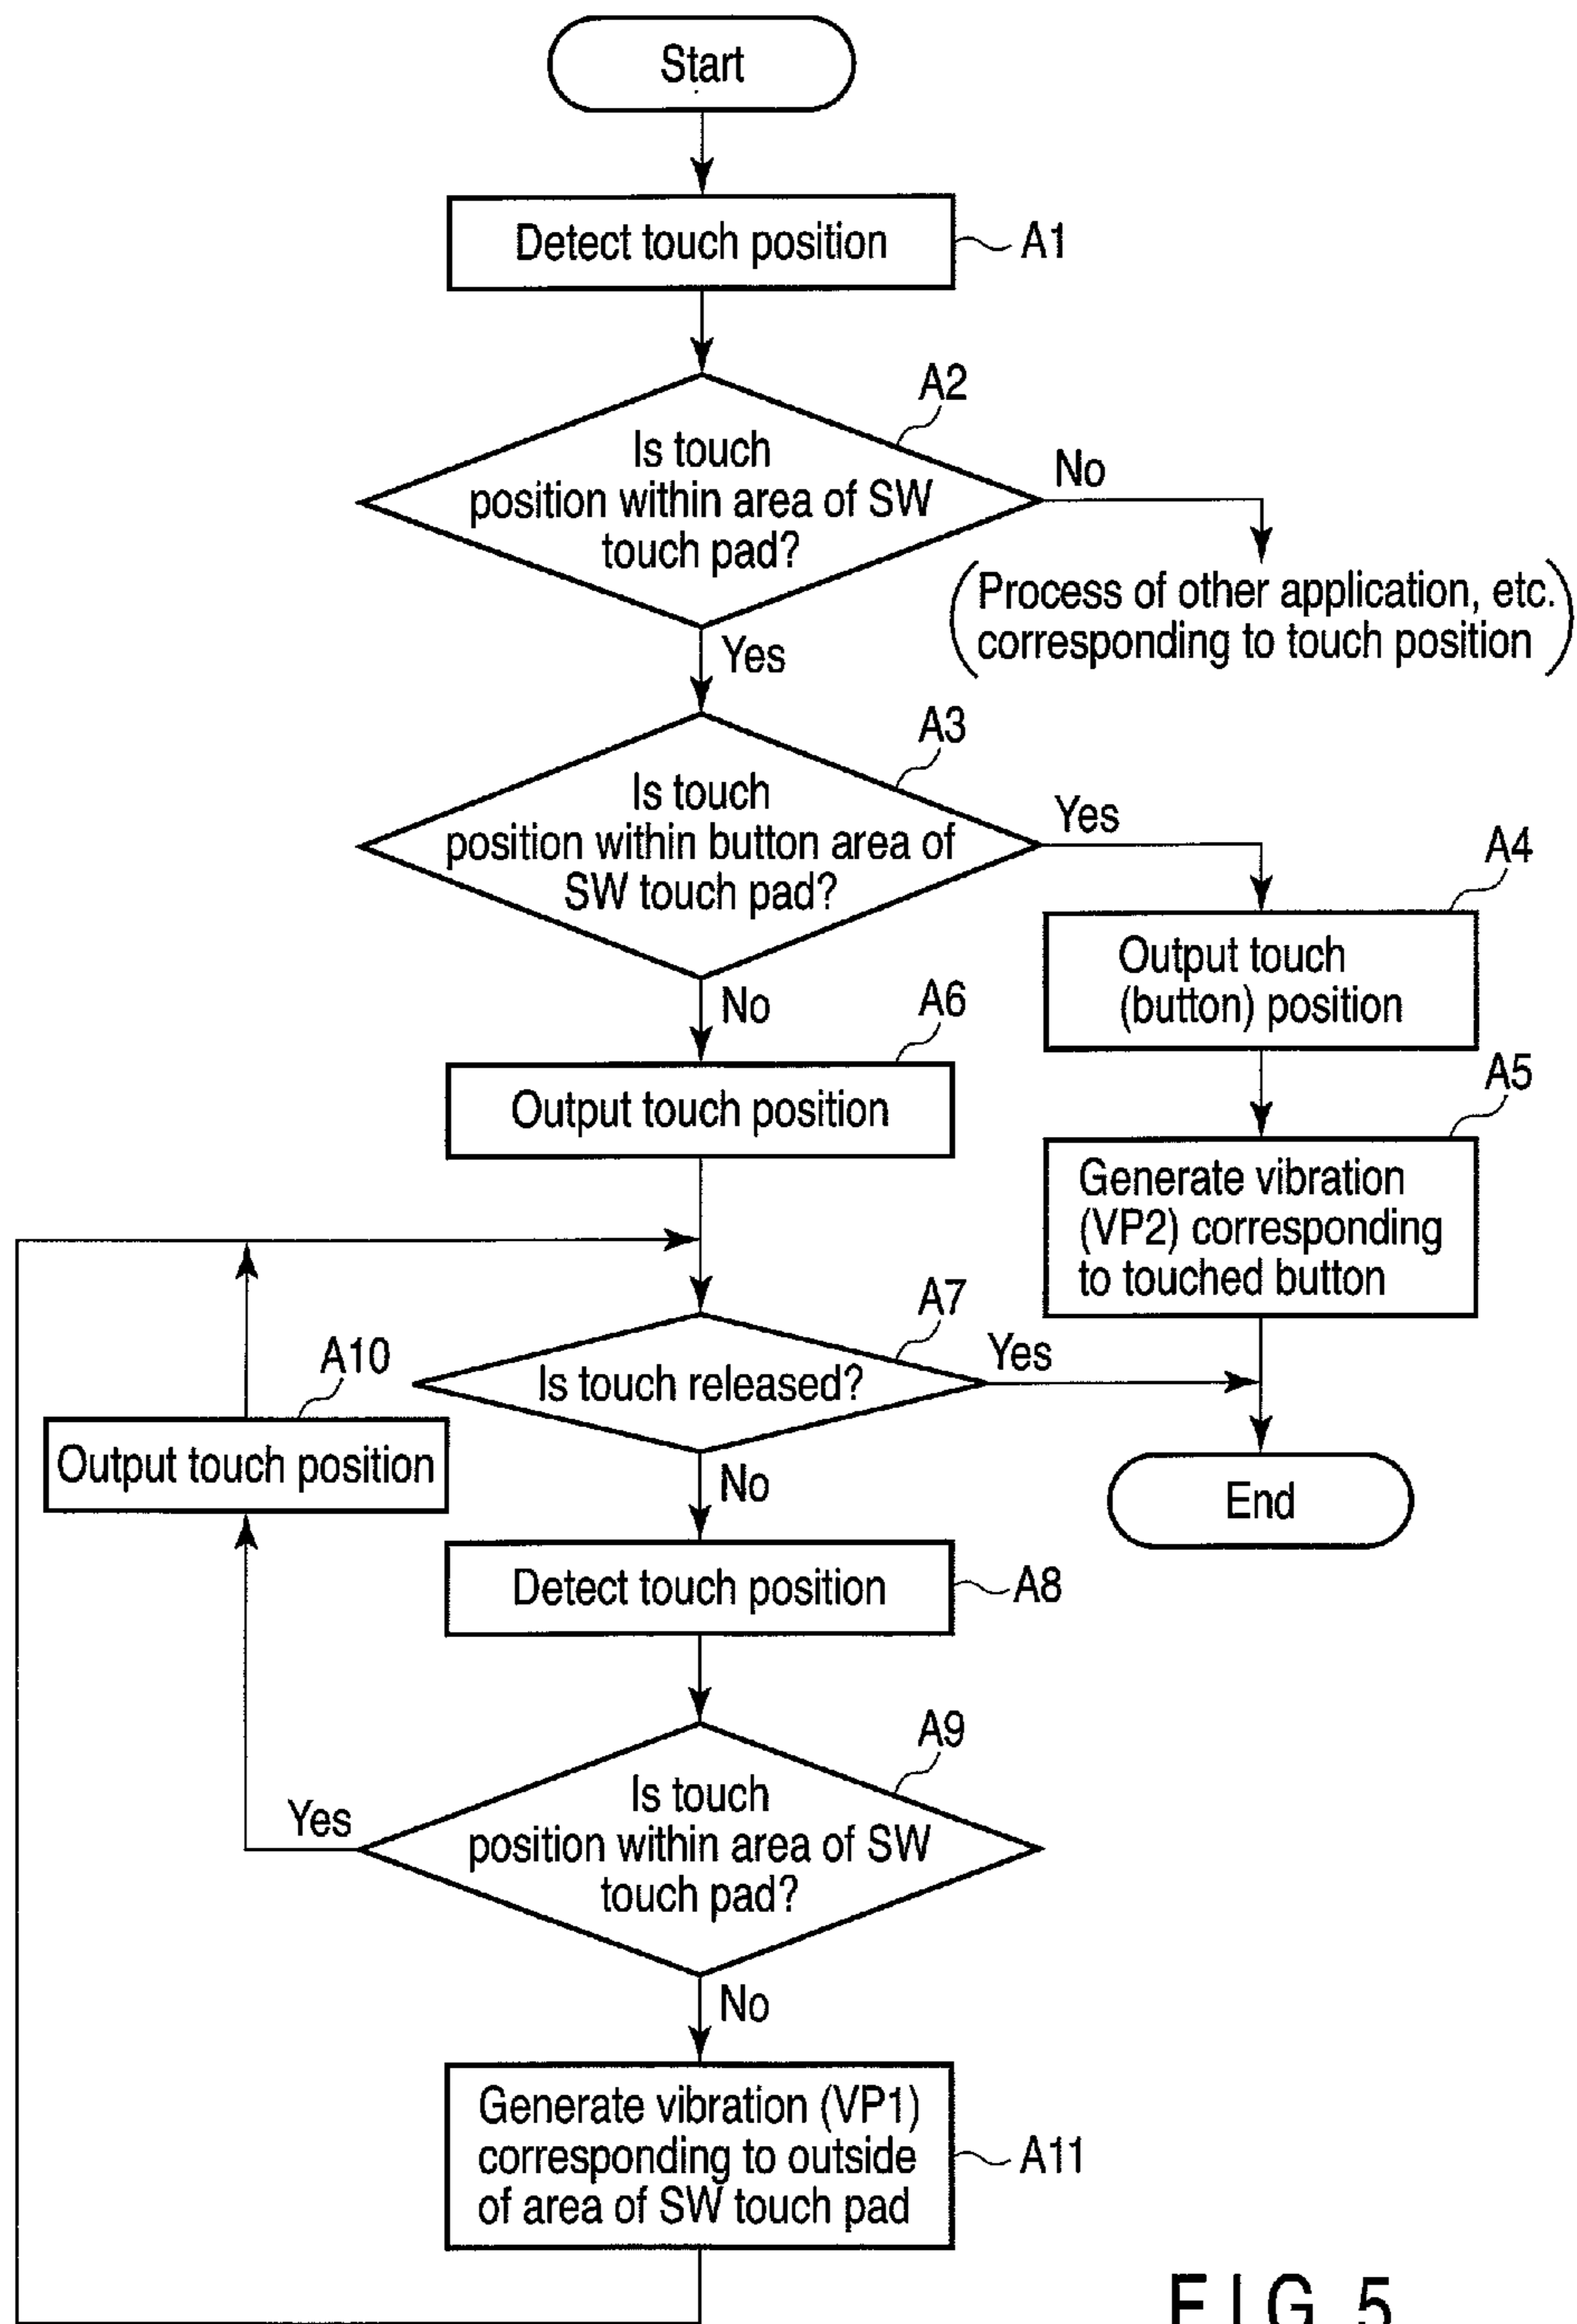 Start
Detect touch position
A1
A2
Is touch
position within area of SW
touch pad?
No
(Process of other application, etc.
corresponding to touch position)
Yes
A3
Is touch
position within button area of
SW touch pad?
Yes
A4
Output touch
(button) position
No
A6
Output touch position
A5
Generate vibration
(VP2) corresponding
to touched button
A7
Is touch released?
Yes
A10
Output touch position
No
End
Detect touch position
A8
A9
Is touch
position within area of SW
touch pad?
Yes
No
Generate vibration (VP1)
corresponding to outside
of area of SW touch pad
A11
FIG. 5